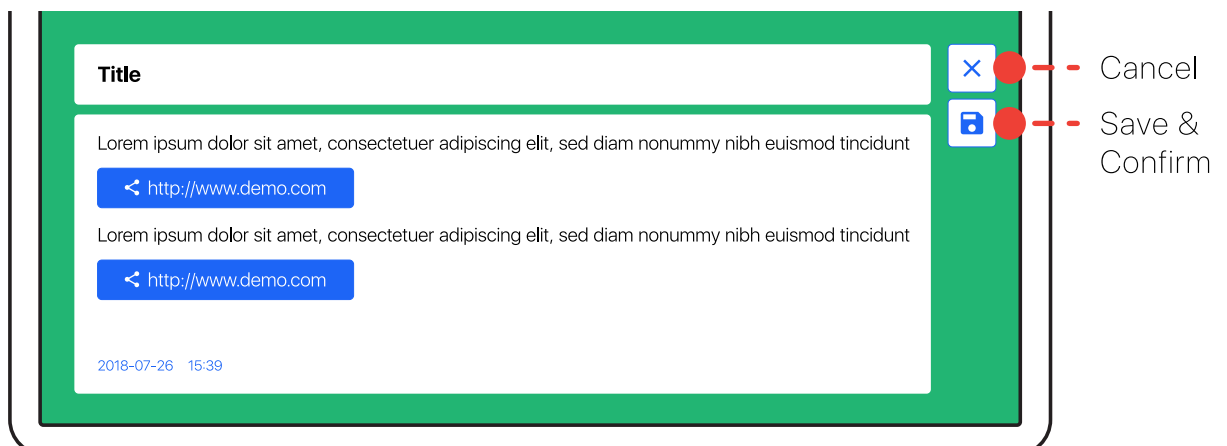 Title
Cancel
Lorem ipsum dolor sit amet, consectetuer adipiscing elit, sed diam nonummy nibh euismod tincidunt
Save &
Confirm
http://www.demo.com
Lorem ipsum dolor sit amet, consectetuer adipiscing elit, sed diam nonummy nibh euismod tincidunt
http://www.demo.com
2018-07-26 15:39